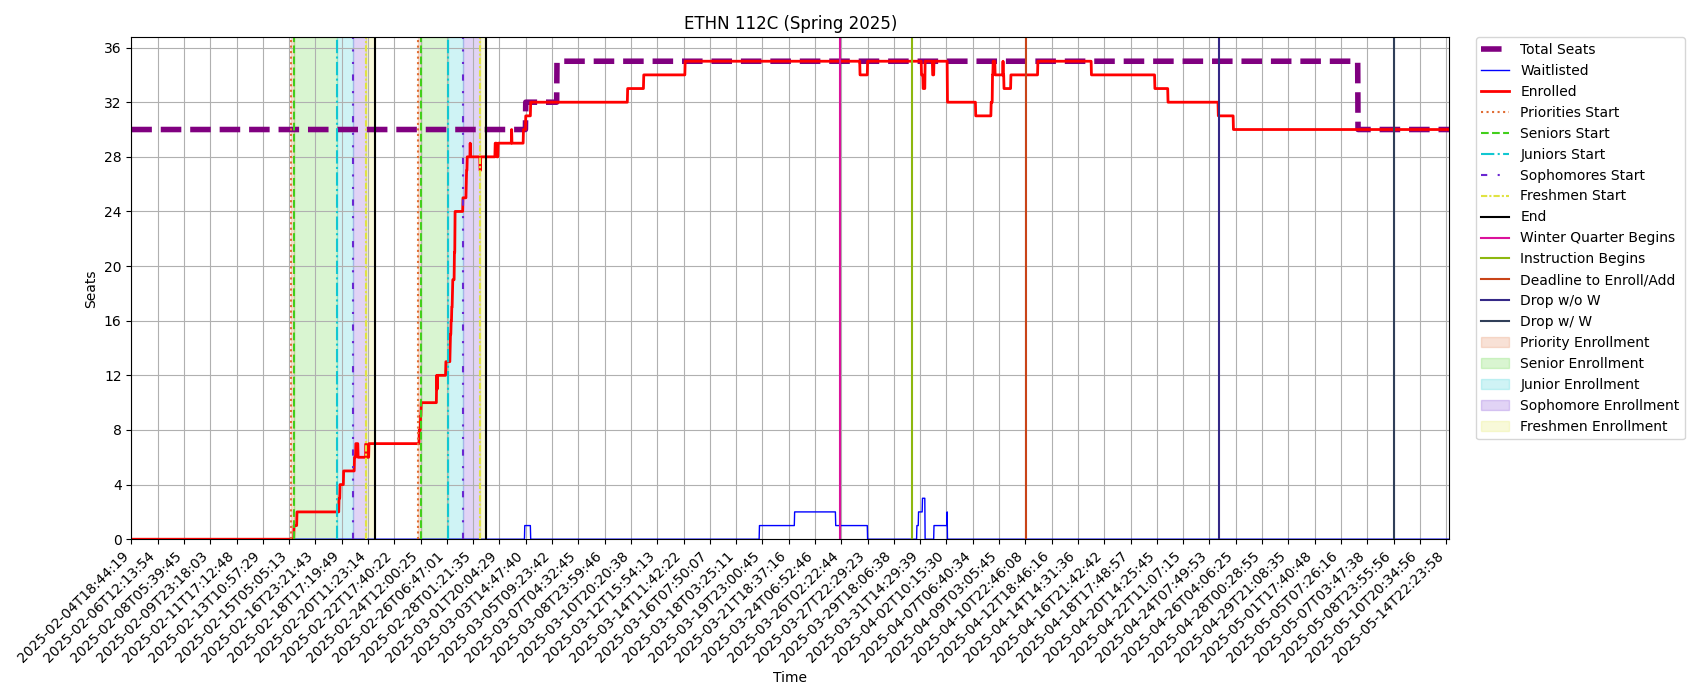 ETHN 112C (Spring 2025)
36
32
28
24
20
16
12
8
4
0
Seats
2025-02-04T18:44:19
2025-02-06T12:13:54
2025-02-08T05:39:45
2025-02-09T23:18:03
2025-02-11T17:12:48
2025-02-13T10:57:29
2025-02-15T05:05:13
2025-02-16T23:21:43
2025-02-18T17:19:49
2025-02-20T11:23:14
2025-02-22T17:40:22
2025-02-24T12:00:25
2025-02-26T06:47:01
2025-02-28T01:21:35
2025-03-01T20:04:29
2025-03-03T14:47:40
2025-03-05T09:23:42
2025-03-07T04:32:45
2025-03-08T23:59:46
2025-03-10T20:20:38
2025-03-12T15:54:13
2025-03-14T11:42:22
2025-03-16T07:50:07
2025-03-18T03:25:11
2025-03-19T23:00:45
2025-03-21T18:37:16
2025-03-24T06:52:46
2025-03-26T02:22:44
2025-03-27T22:29:23
2025-03-29T18:06:38
2025-03-31T14:29:39
2025-04-02T10:15:30
2025-04-07T06:40:34
2025-04-09T03:05:45
2025-04-10T22:46:08
2025-04-12T18:46:16
2025-04-14T14:31:36
2025-04-16T21:42:42
2025-04-18T17:48:57
2025-04-20T14:25:45
2025-04-22T11:07:15
2025-04-24T07:49:53
2025-04-26T04:06:25
2025-04-28T00:28:55
2025-04-29T21:08:35
2025-05-01T17:40:48
2025-05-05T07:26:16
2025-05-07T03:47:38
2025-05-08T23:55:56
2025-05-10T20:34:56
2025-05-14T22:23:58
Time
Total Seats
Waitlisted
Enrolled
Priorities Start
Seniors Start
Juniors Start
Sophomores Start
Freshmen Start
End
Winter Quarter Begins
Instruction Begins
Deadline to Enroll/Add
Drop w/o W
Drop w/ W
Priority Enrollment
Senior Enrollment
Junior Enrollment
Sophomore Enrollment
Freshmen Enrollment